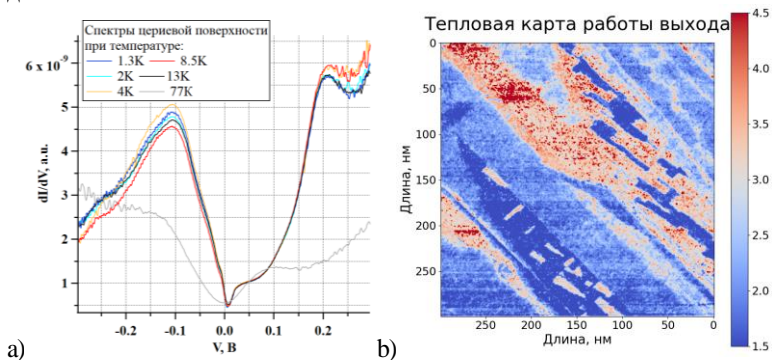 Спектры цериевой поверхности
при температуре:
1.3K 8.5K
2K 13K
4K 77K
6 x 10⁻⁹
5
4
3
2
1
dI/dV, a.u.
-0.2 -0.1 0.0 0.1 0.2
V, В
a)
Тепловая карта работы выхода
0
50
100
150
200
250
Длина, нм
250 200 150 100 50 0
Длина, нм
4.5
4.0
3.5
3.0
2.5
2.0
1.5
b)